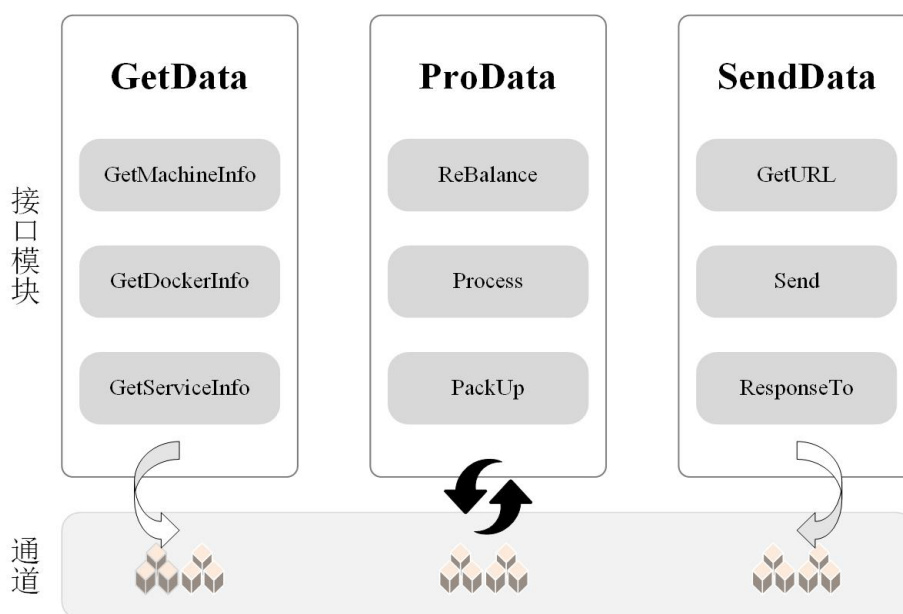 GetData
GetMachineInfo
GetDockerInfo
GetServiceInfo
ProData
ReBalance
Process
PackUp
SendData
GetURL
Send
ResponseTo
接口模块
通道